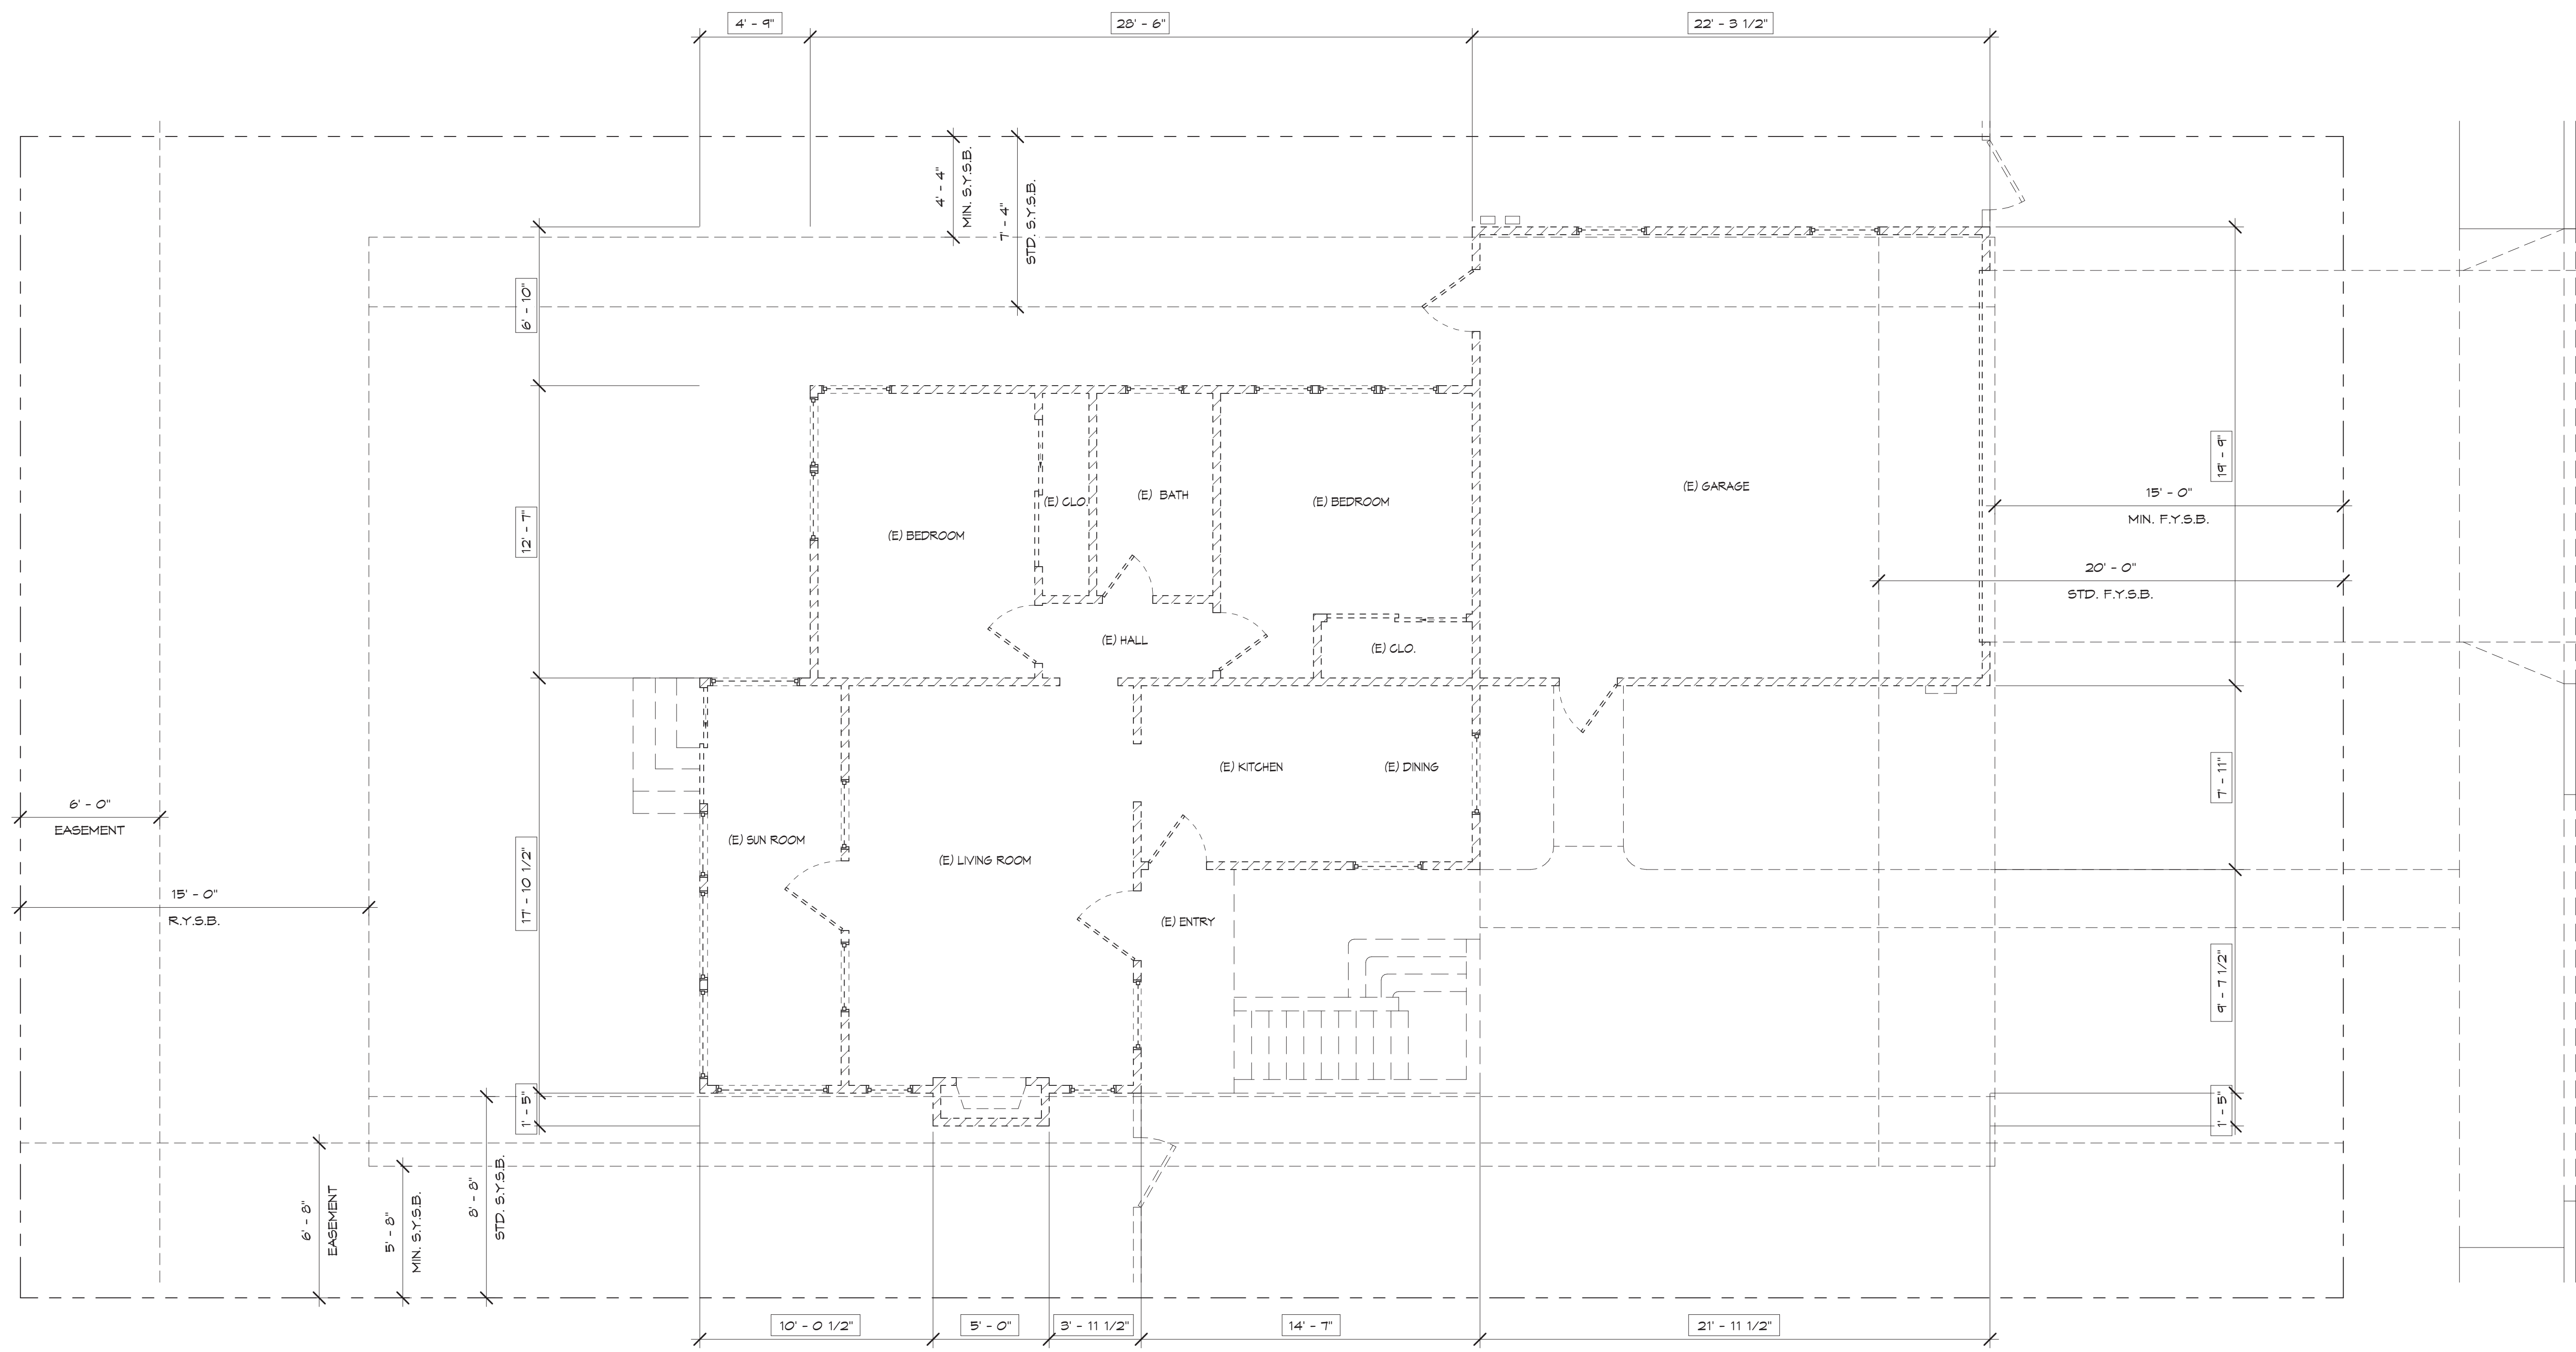 4' - 9"
28' - 6"
22' - 3 1/2"
4' - 4"
MIN. S.Y.S.B.
7' - 4"
STD. S.Y.S.B.
6' - 10"
12' - 7"
17' - 10 1/2"
1' - 5"
(E) BEDROOM
(E) CLO.
(E) BATH
(E) BEDROOM
(E) GARAGE
(E) HALL
(E) CLO.
(E) KITCHEN
(E) DINING
(E) SUN ROOM
(E) LIVING ROOM
(E) ENTRY
19' - 9"
15' - 0"
MIN. F.Y.S.B.
20' - 0"
STD. F.Y.S.B.
7' - 11"
9' - 7 1/2"
1' - 5"
6' - 0"
EASEMENT
15' - 0"
R.Y.S.B.
6' - 8"
EASEMENT
5' - 8"
MIN. S.Y.S.B.
8' - 8"
STD. S.Y.S.B.
10' - 0 1/2"
5' - 0"
3' - 11 1/2"
14' - 7"
21' - 11 1/2"